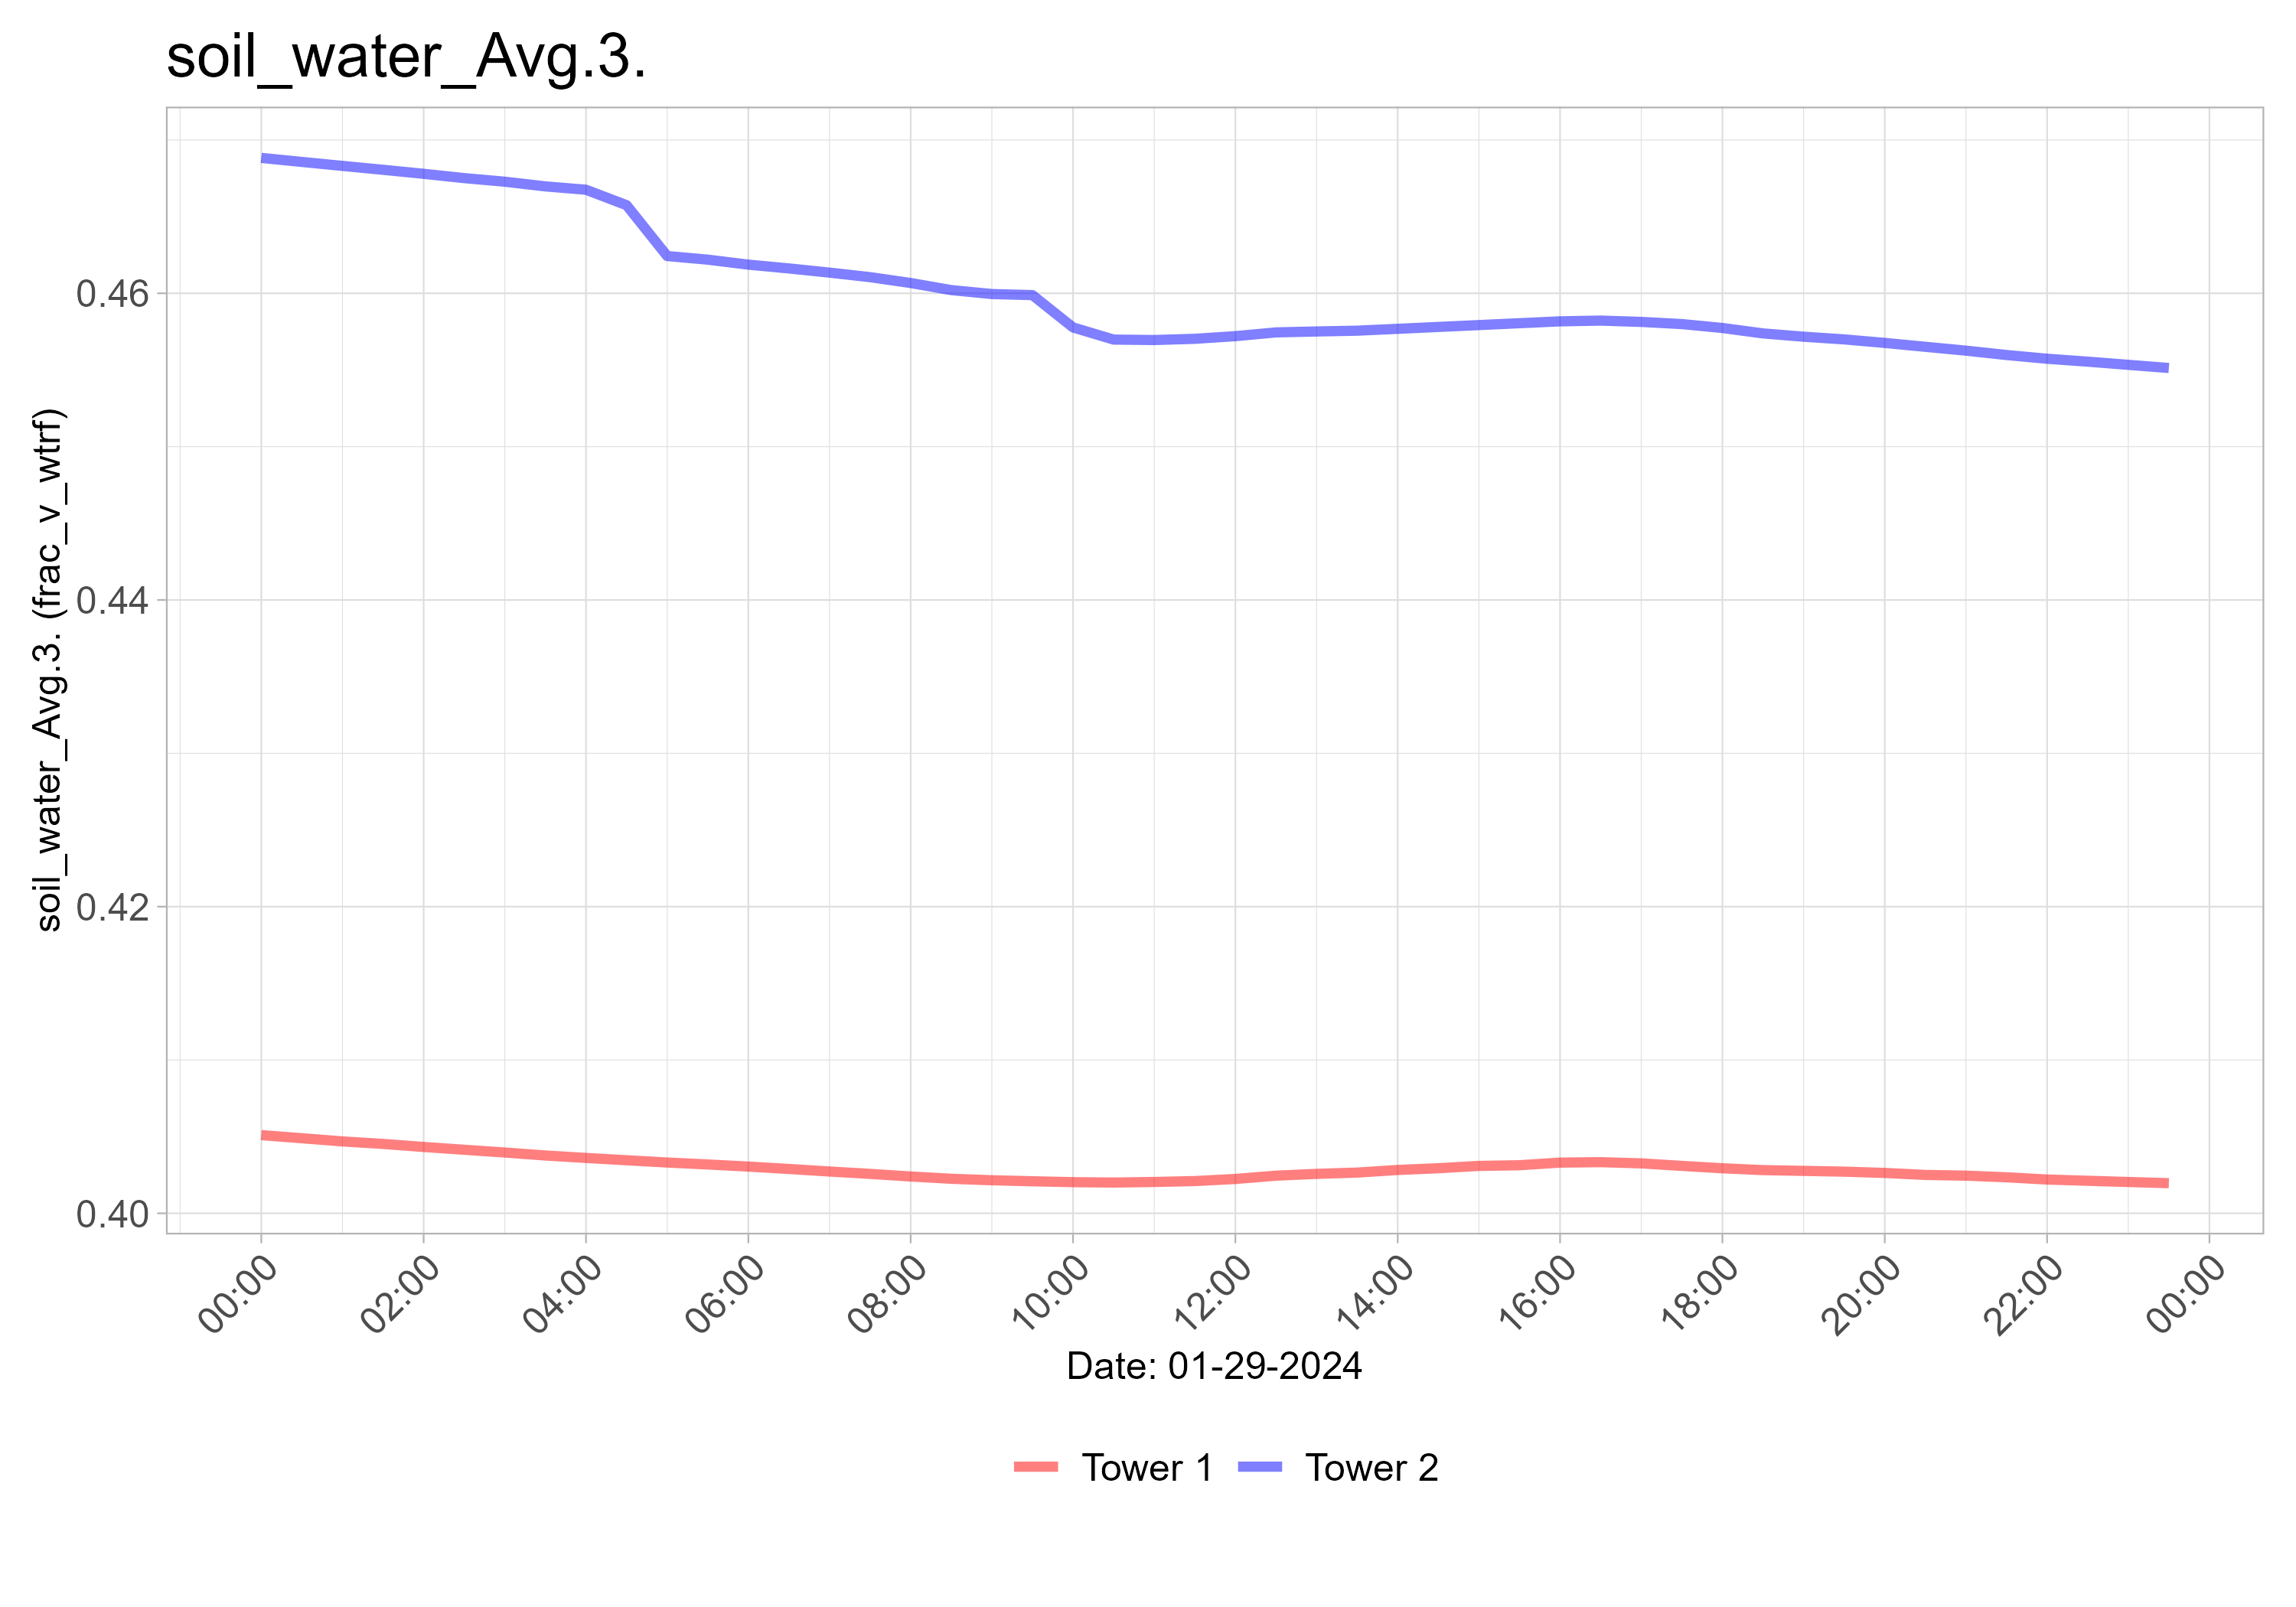 soil_water_Avg.3.
soil_water_Avg.3. (frac_v_wtrf)
0.46
0.44
0.42
0.40
00:00 02:00 04:00 06:00 08:00 10:00 12:00 14:00 16:00 18:00 20:00 22:00 00:00
Date: 01-29-2024
Tower 1 Tower 2